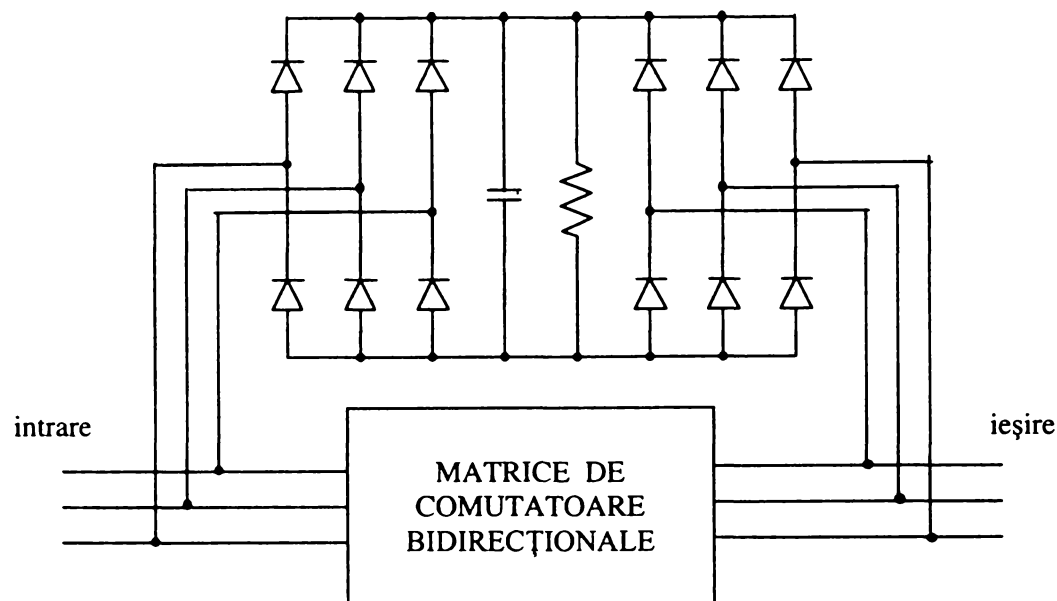 intrare
ieşire
MATRICE DE
COMUTATOARE
BIDIRECŢIONALE